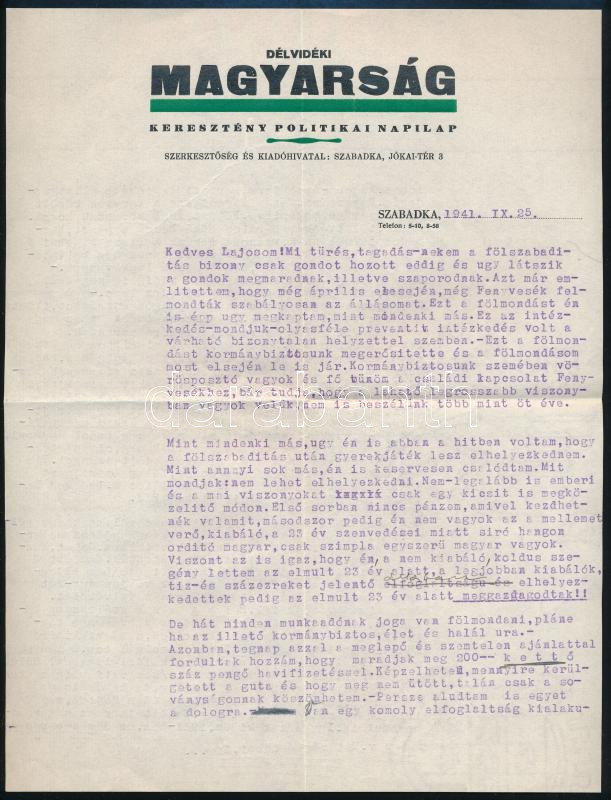 DÉLVIDÉKI
MAGYARSÁG
KERESZTÉNY POLITIKAI NAPILAP
SZERKESZTŐSÉG ÉS KIADÓHIVATAL: SZABADKA, JÓKAI-TÉR 3
SZABADKA, 1941. IX. 25.
Telefon: 5-10, 8-58
Kedves Lajosom!Mi türés,tagadás-nekem a fölszabadi-
tás bizony csak gondot hozott eddig és ugy látszik
a gondok megmaradnak,illetve szaporodnak.Azt már em-
litettem,hogy még április elsején,még Fenyvesék fel-
mondták szabályosan az állásomat.Ezt a fölmondást én
is épp ugy megkaptam,mint mindenki más.Ez az intéz-
kedés-mondjuk-olyasféle preventiv intézkedés volt a
várható bizonytalan helyzettel szemben.-Ezt a fölmon-
dást kormánybiztosunk megerősitette és a fölmondásom
most elsején le is jár.Kormánybiztosunk szemében vö-
rösposztó vagyok és fő bünöm a családi kapcsolat Feny-
vesékhez,bár tudja,hogy a lehető legrosszabb viszony-
tam vagyok velük,nem is beszélünk több mint öt éve.
Mint mindenki más,ugy én is abban a hitben voltam,hogy
a fölszabaditás után gyerekjáték lesz elhelyezkednem.
Mint annyi sok más,én is keservesen csalódtam.Mit
mondjak:nem lehet elhelyezkedni.Nem-legalább is emberi
és a mai viszonyokat csak egy kicsit is megkö-
zelitő módon.Első sorban nincs pénzem,amivel kezdhet-
nék valamit,másodszor pedig én nem vagyok az a mellemet
verő,kiabáló,a 23 év szenvedései miatt siró hangon
orditó magyar,csak szimpla egyszerü magyar vagyok.
Viszont az is igaz,hogy én,a nem kiabáló,koldus sze-
gény lettem az elmult 23 év alatt,a legjobban kiabálók,
tiz-és százezreket jelentő elhelyez-
kedettek pedig az elmult 23 év alatt meggazdagodtak!!
De hát minden munkaadónak joga van fölmondani,pláne
ha az illető kormánybiztos,élet és halál ura.-
Azonban,tegnap azzal a meglepő és szemtelen ajánlattal
fordultak hozzám,hogy maradjak meg 200-- kettő
száz pengő havifizetéssel.Képzelheted,mennyire kerül-
getett a guta és hogy meg nem ütött,talán csak a so-
ványságomnak köszönhetem.-Persze aludtam is egyet
a dologra.- Van egy komoly elfoglaltság kialaku-
darabanth